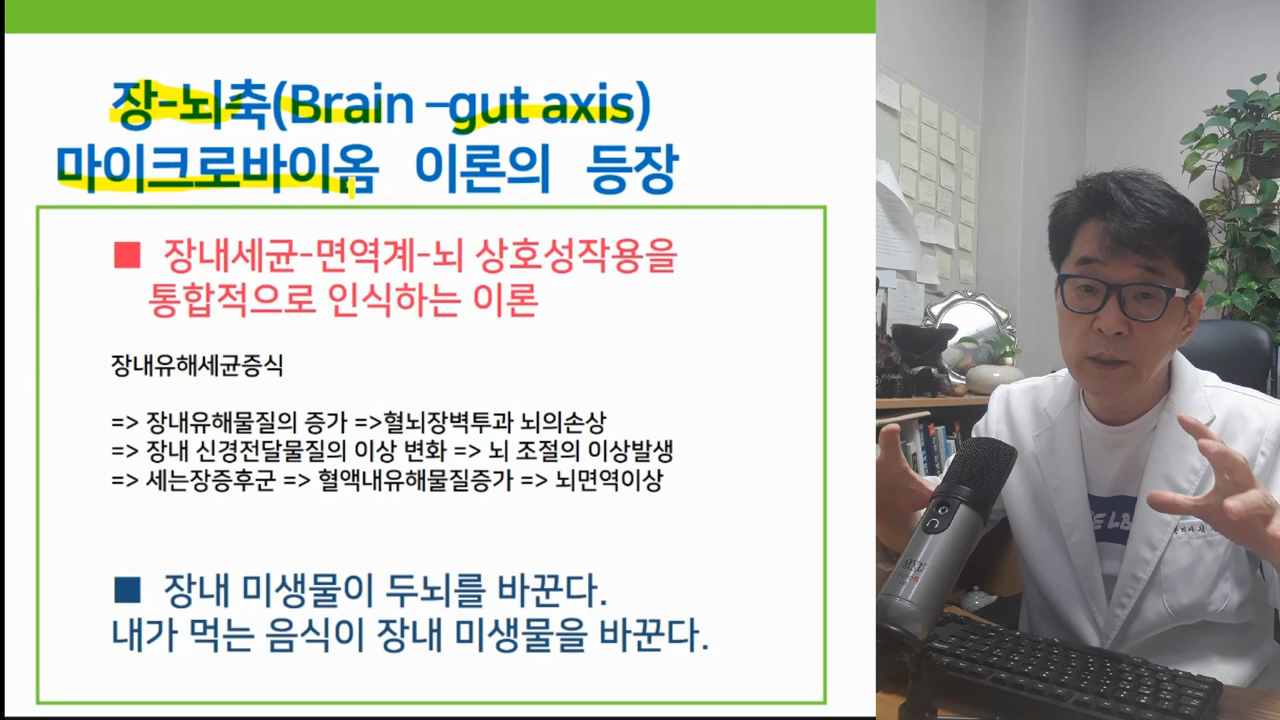 장-뇌축(Brain –gut axis)
마이크로바이옴 이론의 등장
■ 장내세균-면역계-뇌 상호성작용을
통합적으로 인식하는 이론
장내유해세균증식
=> 장내유해물질의 증가 =>혈뇌장벽투과 뇌의손상
=> 장내 신경전달물질의 이상 변화 => 뇌 조절의 이상발생
=> 세는장증후군 => 혈액내유해물질증가 => 뇌면역이상
■ 장내 미생물이 두뇌를 바꾼다.
내가 먹는 음식이 장내 미생물을 바꾼다.